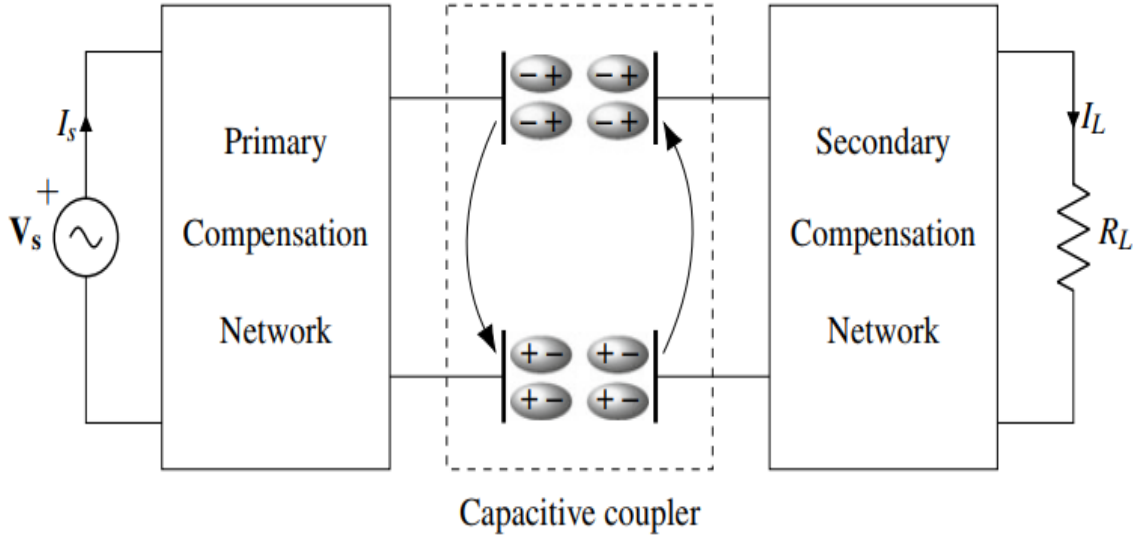 − + − +
− + − +
I_s
Primary
Secondary
I_L
+
V_s
Compensation
Compensation
R_L
Network
Network
+ − + −
+ − + −
Capacitive coupler